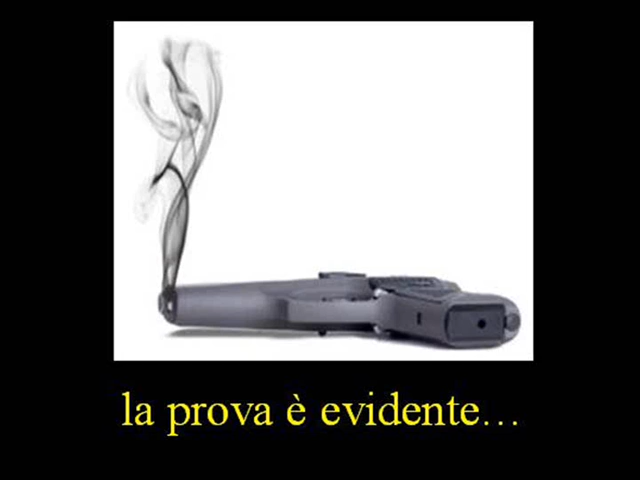 la prova è evidente…